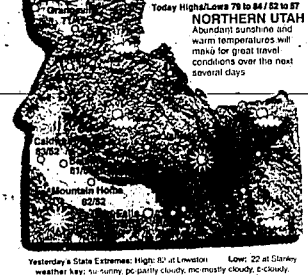 Today Highs/Lows 79 to 84 / 52 to 57
NORTHERN UTAH
Abundant sunshine and
warm temperatures will
make for great travel
conditions over the next
several days
83/52
Mountain Home
82/52
Yesterday's State Extremes: High: at Lewiston Low: 22 at Stanley
weather key: su-sunny, pc-partly cloudy, mc-mostly cloudy, c-cloudy,